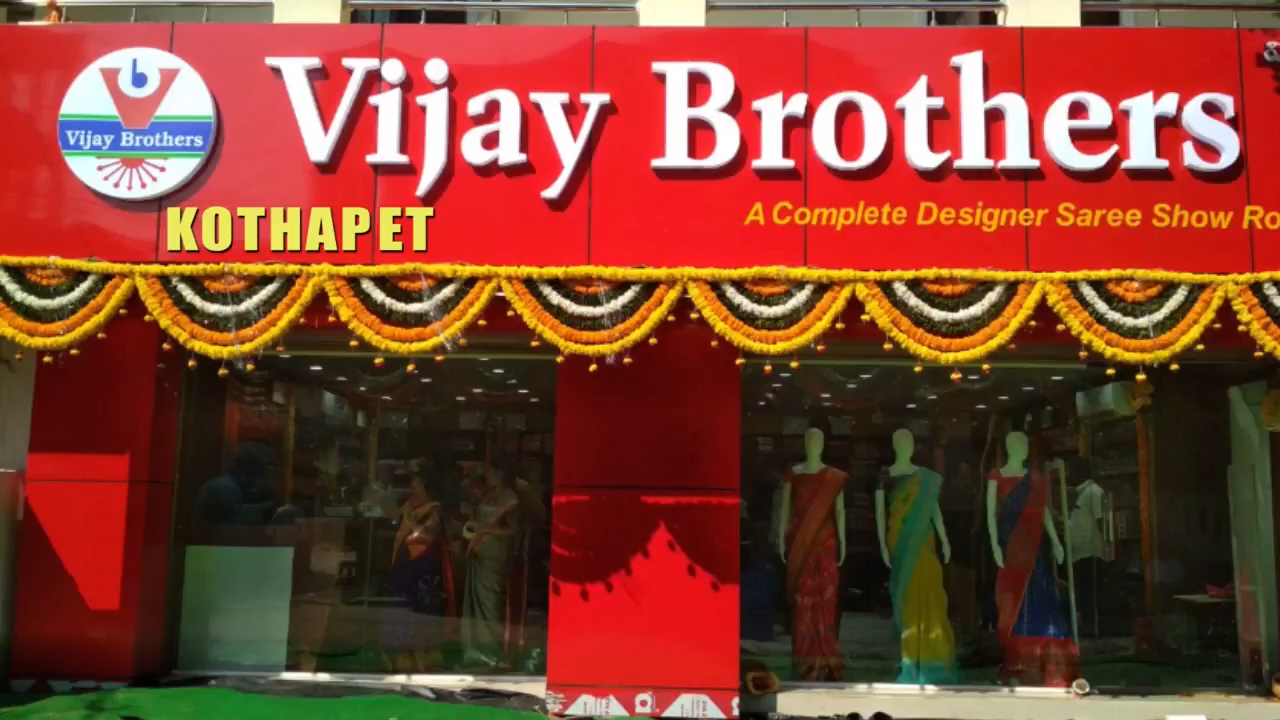 Vijay Brothers
b
Vijay Brothers
KOTHAPET
A Complete Designer Saree Show Ro